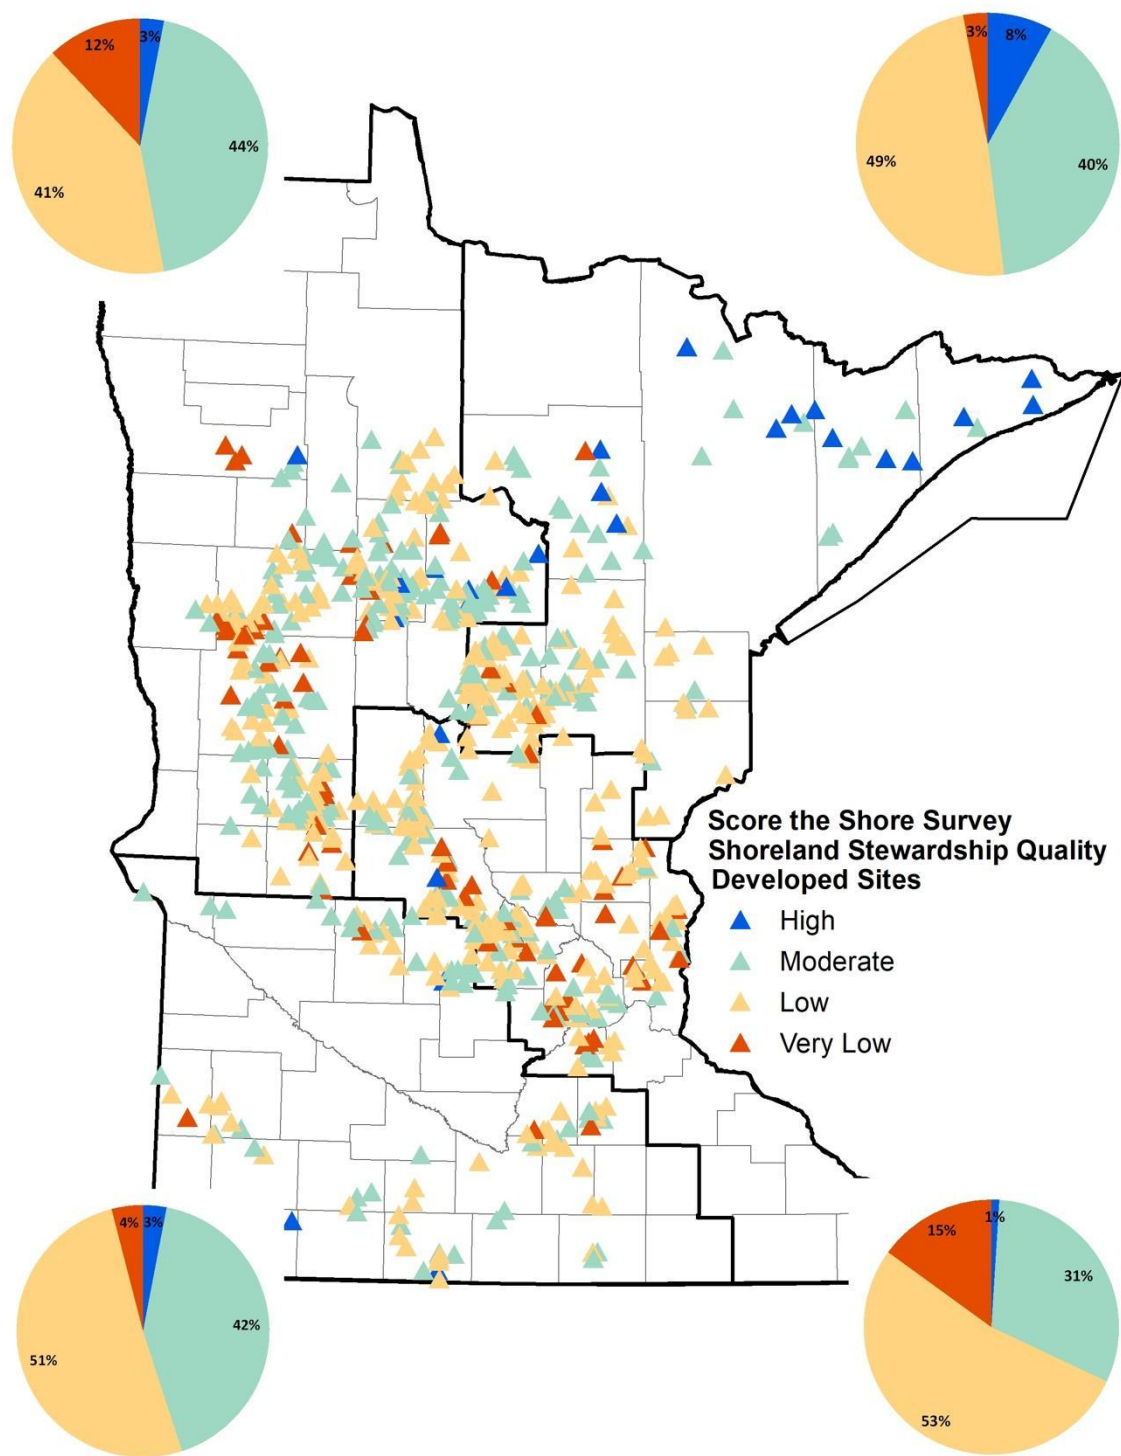 3%
12%
44%
41%
3%
8%
49%
40%
Score the Shore Survey
Shoreland Stewardship Quality
Developed Sites
High
Moderate
Low
Very Low
4%
3%
42%
51%
1%
15%
31%
53%